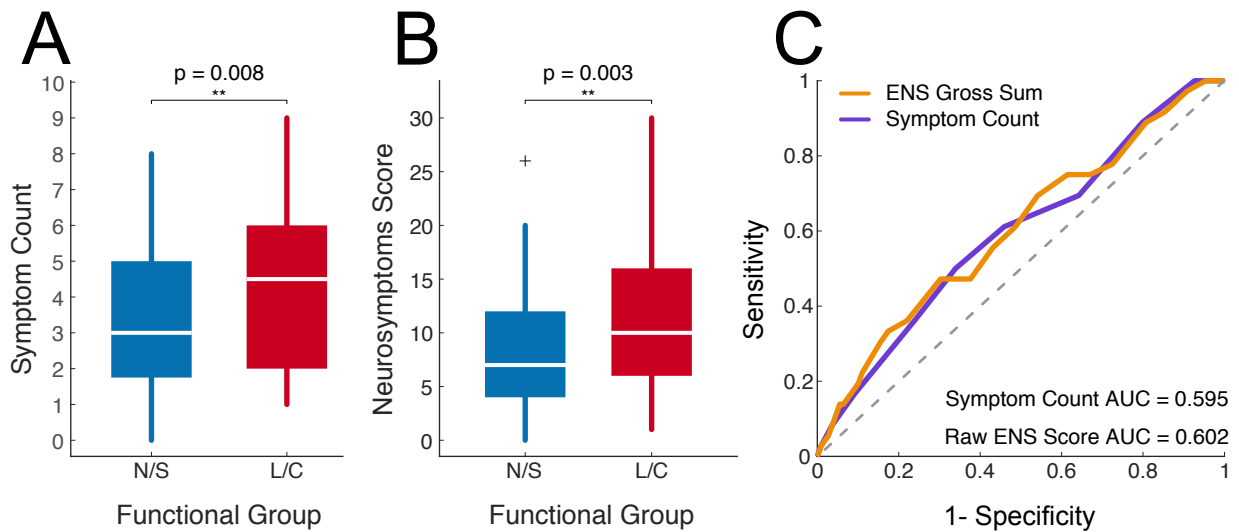 A
p = 0.008
**
Symptom Count
10
9
8
7
6
5
4
3
2
1
0
N/S
L/C
Functional Group
B
p = 0.003
**
Neurosymptoms Score
30
25
20
15
10
5
0
N/S
L/C
Functional Group
C
ENS Gross Sum
Symptom Count
Sensitivity
1
0.8
0.6
0.4
0.2
0
Symptom Count AUC = 0.595
Raw ENS Score AUC = 0.602
0
0.2
0.4
0.6
0.8
1
1- Specificity